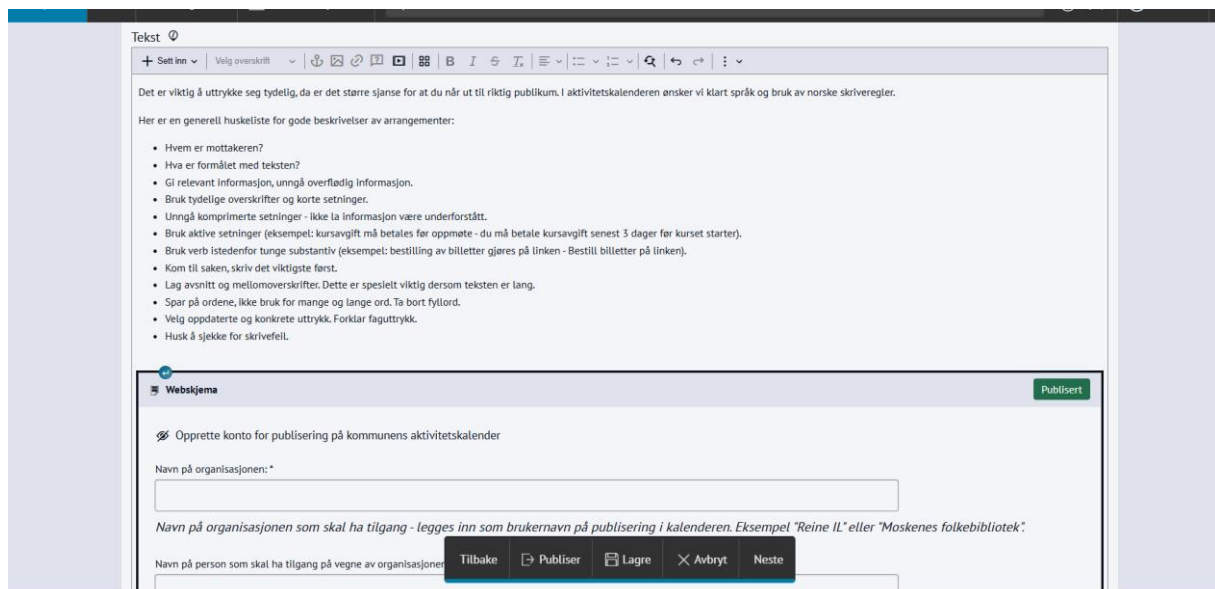 Tekst
Sett inn Velg overskrift B I S Tx
Det er viktig å uttrykke seg tydelig, da er det større sjanse for at du når ut til riktig publikum. I aktivitetskalenderen ønsker vi klart språk og bruk av norske skriveregler.
Her er en generell huskeliste for gode beskrivelser av arrangementer:
• Hvem er mottakeren?
• Hva er formålet med teksten?
• Gi relevant informasjon, unngå overflødig informasjon.
• Bruk tydelige overskrifter og korte setninger.
• Unngå komprimerte setninger - ikke la informasjon være underforstått.
• Bruk aktive setninger (eksempel: kursavgift må betales før oppmøte - du må betale kursavgift senest 3 dager før kurset starter).
• Bruk verb istedenfor tunge substantiv (eksempel: bestilling av billetter gjøres på linken - Bestill billetter på linken).
• Kom til saken, skriv det viktigste først.
• Lag avsnitt og mellomoverskrifter. Dette er spesielt viktig dersom teksten er lang.
• Spar på ordene, ikke bruk for mange og lange ord. Ta bort fyllord.
• Velg oppdaterte og konkrete uttrykk. Forklar faguttrykk.
• Husk å sjekke for skrivefeil.
Webskjema Publisert
Opprette konto for publisering på kommunens aktivitetskalender
Navn på organisasjonen: *
Navn på organisasjonen som skal ha tilgang - legges inn som brukernavn på publisering i kalenderen. Eksempel "Reine IL" eller "Moskenes folkebibliotek".
Navn på person som skal ha tilgang på vegne av organisasjonen
Tilbake Publiser Lagre Avbryt Neste